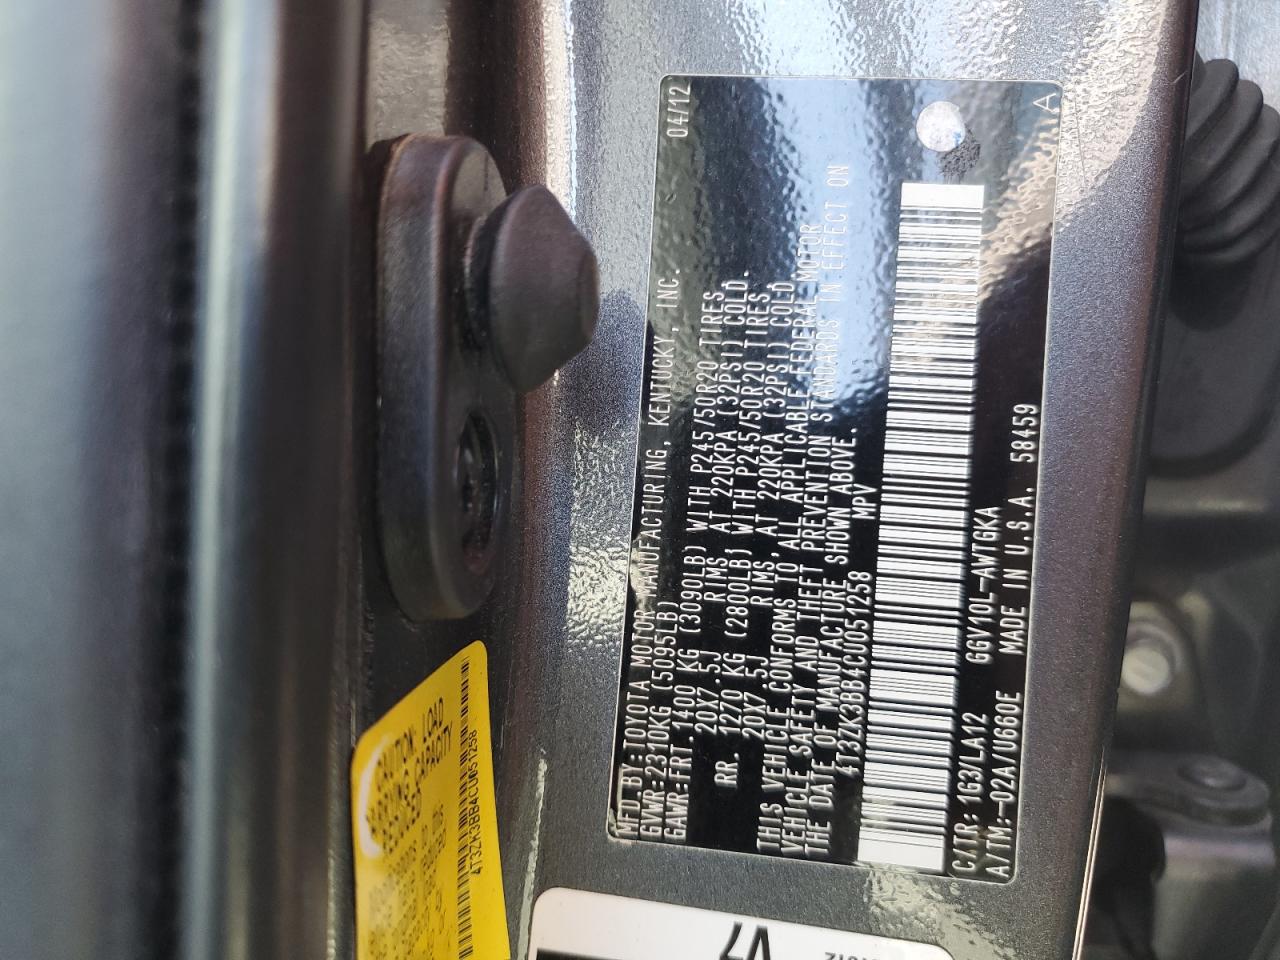 MFD.BY:TOYOTA MOTOR MANUFACTURING, KENTUCKY, INC. 04/12
GVWR:2310KG (5095LB)
GAWR:FRT 1400 KG (3090LB) WITH P245/50R20 TIRES,
20X7.5J RIMS AT 220KPA (32PSI) COLD.
RR. 1270 KG (2800LB) WITH P245/50R20 TIRES,
20X7.5J RIMS, AT 220KPA (32PSI) COLD.
THIS VEHICLE CONFORMS TO ALL APPLICABLE FEDERAL MOTOR
VEHICLE SAFETY AND THEFT PREVENTION STANDARDS IN EFFECT ON
THE DATE OF MANUFACTURE SHOWN ABOVE.
4T3ZK3BB4CU051258 MPV
C/TR: 1G3/LA12 GGV10L-AWTGKA
A/TM:-02A/U660E MADE IN U.S.A. 58459
A
CAUTION: LOAD
CARRYING CAPACITY
REDUCED
4T3ZK3BB4CU051258
V7